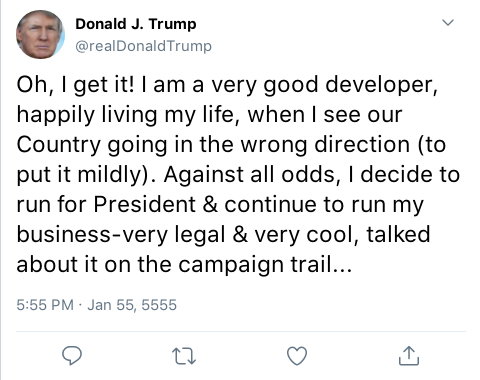 Donald J. Trump
@realDonaldTrump
Oh, I get it! I am a very good developer,
happily living my life, when I see our
Country going in the wrong direction (to
put it mildly). Against all odds, I decide to
run for President & continue to run my
business-very legal & very cool, talked
about it on the campaign trail...
5:55 PM · Jan 55, 5555